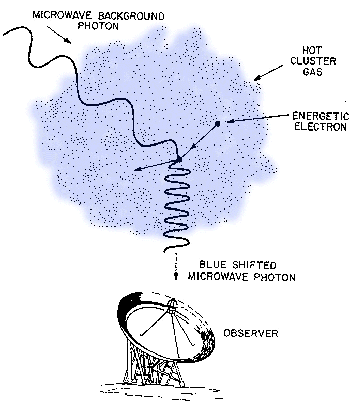 MICROWAVE BACKGROUND
PHOTON
HOT
CLUSTER
GAS
ENERGETIC
ELECTRON
BLUE SHIFTED
MICROWAVE PHOTON
OBSERVER